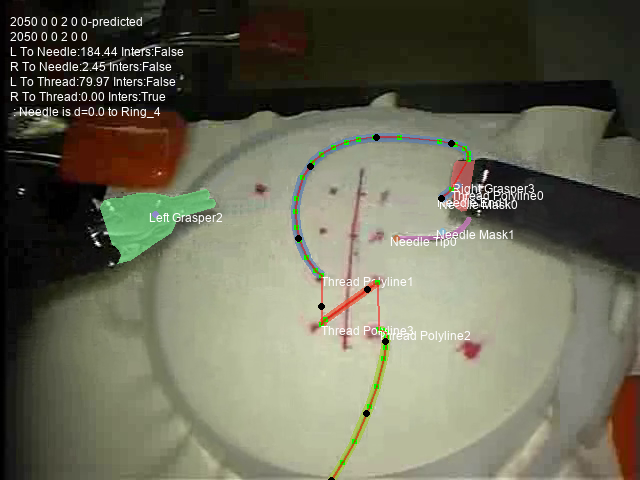 2050 0 0 2 0 0-predicted
2050 0 0 2 0 0
L To Needle:184.44 Inters:False
R To Needle:2.45 Inters:False
L To Thread:79.97 Inters:False
R To Thread:0.00 Inters:True
: Needle is d=0.0 to Ring_4
Right Grasper3
Thread Polyline0
Needle Mask0
Left Grasper2
Needle Mask1
Needle Tip0
Thread Polyline1
Thread Polyline3
Thread Polyline2